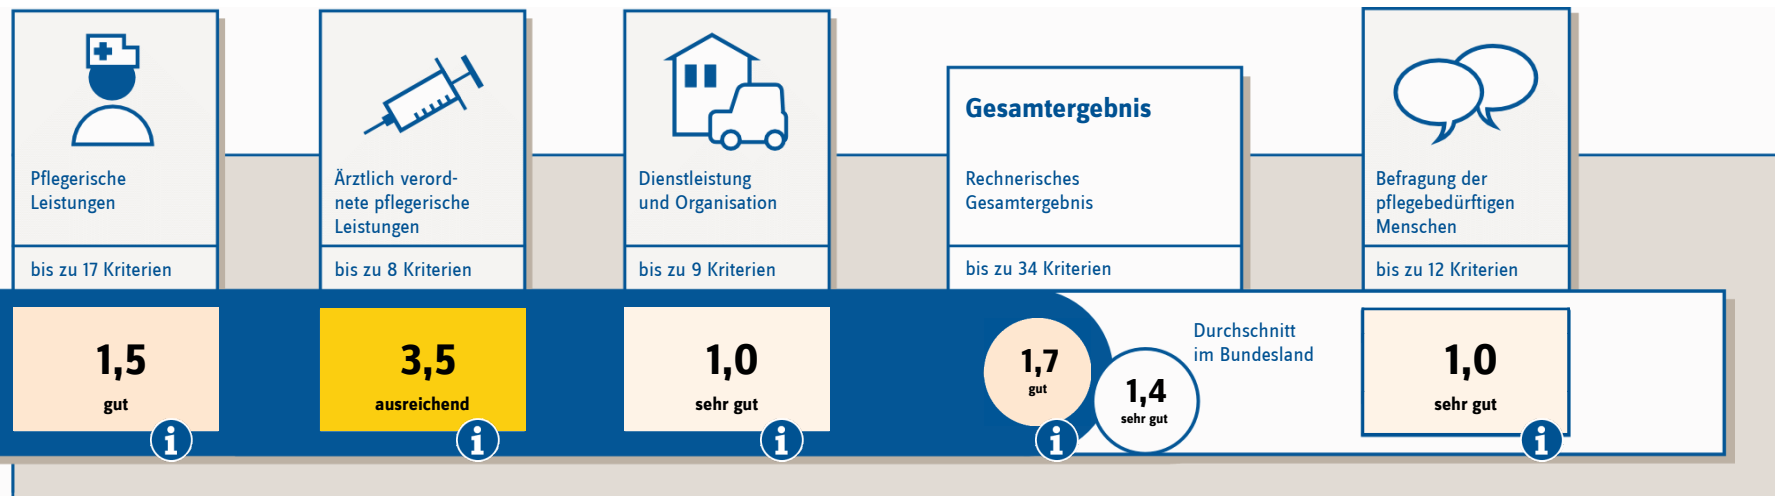 Pflegerische
Leistungen
bis zu 17 Kriterien
1,5
gut
i
Ärztlich verord-
nete pflegerische
Leistungen
bis zu 8 Kriterien
3,5
ausreichend
i
Dienstleistung
und Organisation
bis zu 9 Kriterien
1,0
sehr gut
i
Gesamtergebnis
Rechnerisches
Gesamtergebnis
bis zu 34 Kriterien
1,7
gut
i
Durchschnitt
im Bundesland
1,4
sehr gut
Befragung der
pflegebedürftigen
Menschen
bis zu 12 Kriterien
1,0
sehr gut
i